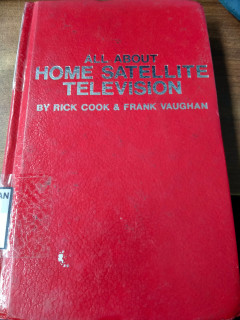 ALL ABOUT
HOME SATELLITE
TELEVISION
BY RICK COOK & FRANK VAUGHAN